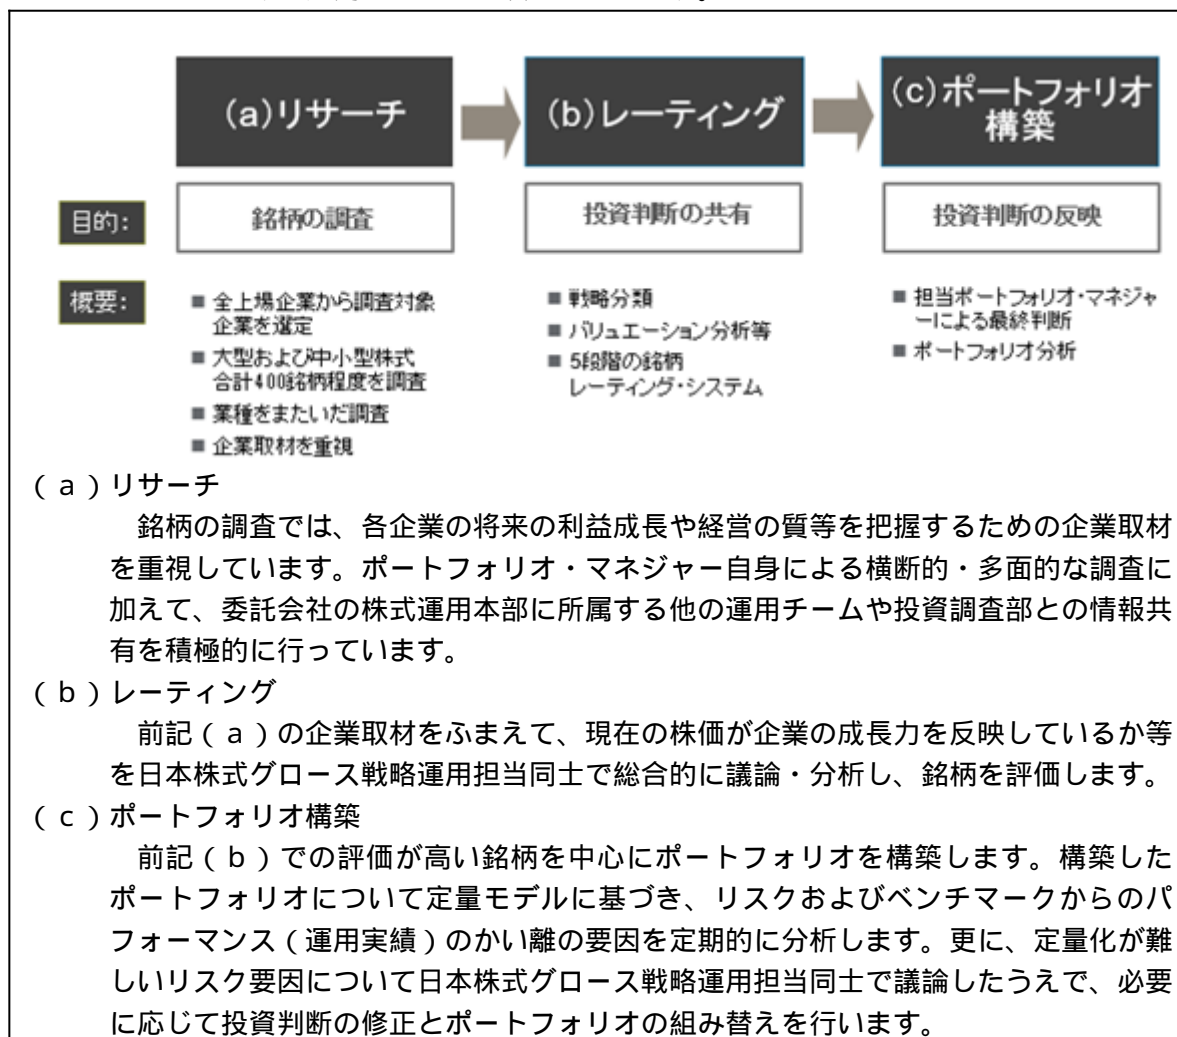 (a)リサーチ
(b)レーティング
(c)ポートフォリオ
構築
目的:
銘柄の調査
投資判断の共有
投資判断の反映
概要:
■ 全上場企業から調査対象
企業を選定
■ 大型および中小型株式
合計400銘柄程度を調査
■ 業種をまたいだ調査
■ 企業取材を重視
■ 戦略分類
■ バリュエーション分析等
■ 5段階の銘柄
レーティング・システム
■ 担当ポートフォリオ・マネジャ
ーによる最終判断
■ ポートフォリオ分析
(a)リサーチ
銘柄の調査では、各企業の将来の利益成長や経営の質等を把握するための企業取材
を重視しています。ポートフォリオ・マネジャー自身による横断的・多面的な調査に
加えて、委託会社の株式運用本部に所属する他の運用チームや投資調査部との情報共
有を積極的に行っています。
(b)レーティング
前記(a)の企業取材をふまえて、現在の株価が企業の成長力を反映しているか等
を日本株式グロース戦略運用担当同士で総合的に議論・分析し、銘柄を評価します。
(c)ポートフォリオ構築
前記(b)での評価が高い銘柄を中心にポートフォリオを構築します。構築した
ポートフォリオについて定量モデルに基づき、リスクおよびベンチマークからのパ
フォーマンス(運用実績)のかい離の要因を定期的に分析します。更に、定量化が難
しいリスク要因について日本株式グロース戦略運用担当同士で議論したうえで、必要
に応じて投資判断の修正とポートフォリオの組み替えを行います。